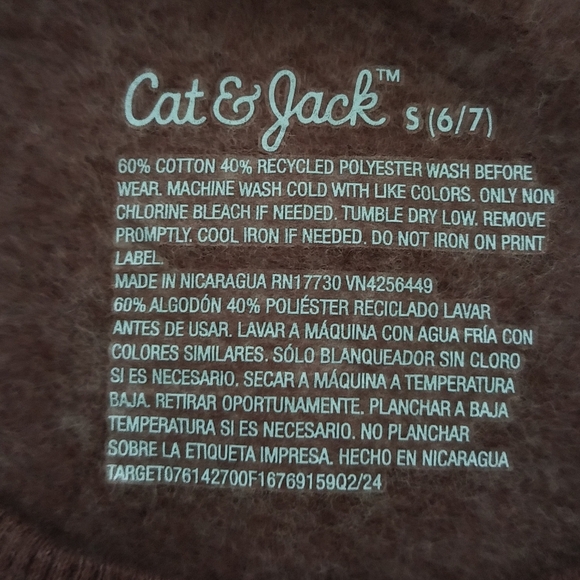 Cat & Jack™ S (6/7)
60% COTTON 40% RECYCLED POLYESTER WASH BEFORE
WEAR. MACHINE WASH COLD WITH LIKE COLORS. ONLY NON
CHLORINE BLEACH IF NEEDED. TUMBLE DRY LOW. REMOVE
PROMPTLY. COOL IRON IF NEEDED. DO NOT IRON ON PRINT
LABEL.
MADE IN NICARAGUA RN17730 VN4256449
60% ALGODÓN 40% POLIÉSTER RECICLADO LAVAR
ANTES DE USAR. LAVAR A MÁQUINA CON AGUA FRÍA CON
COLORES SIMILARES. SÓLO BLANQUEADOR SIN CLORO
SI ES NECESARIO. SECAR A MÁQUINA A TEMPERATURA
BAJA. RETIRAR OPORTUNAMENTE. PLANCHAR A BAJA
TEMPERATURA SI ES NECESARIO. NO PLANCHAR
SOBRE LA ETIQUETA IMPRESA. HECHO EN NICARAGUA
TARGET076142700F16769159Q2/24